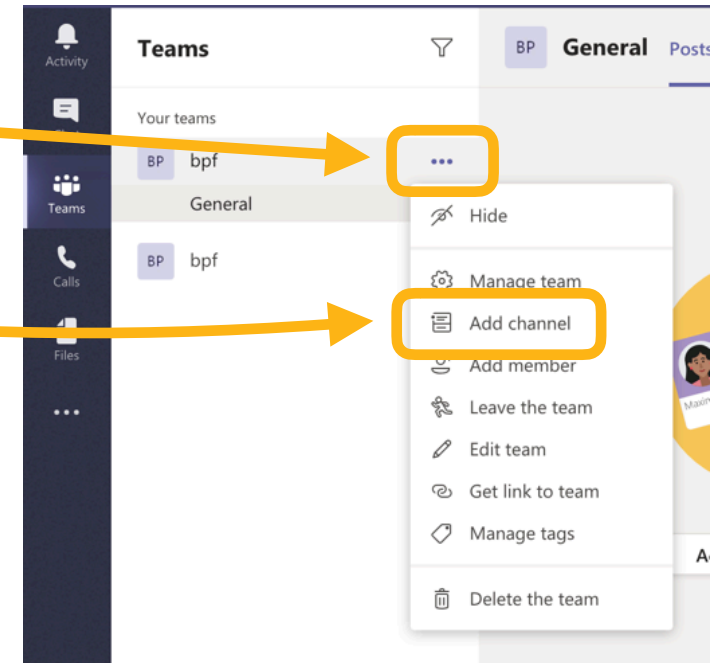 Activity
Teams
BP General Posts
Your teams
BP bpf
General
Teams
BP bpf
Calls
Files
Hide
Manage team
Add channel
Add member
Leave the team
Edit team
Get link to team
Manage tags
Delete the team